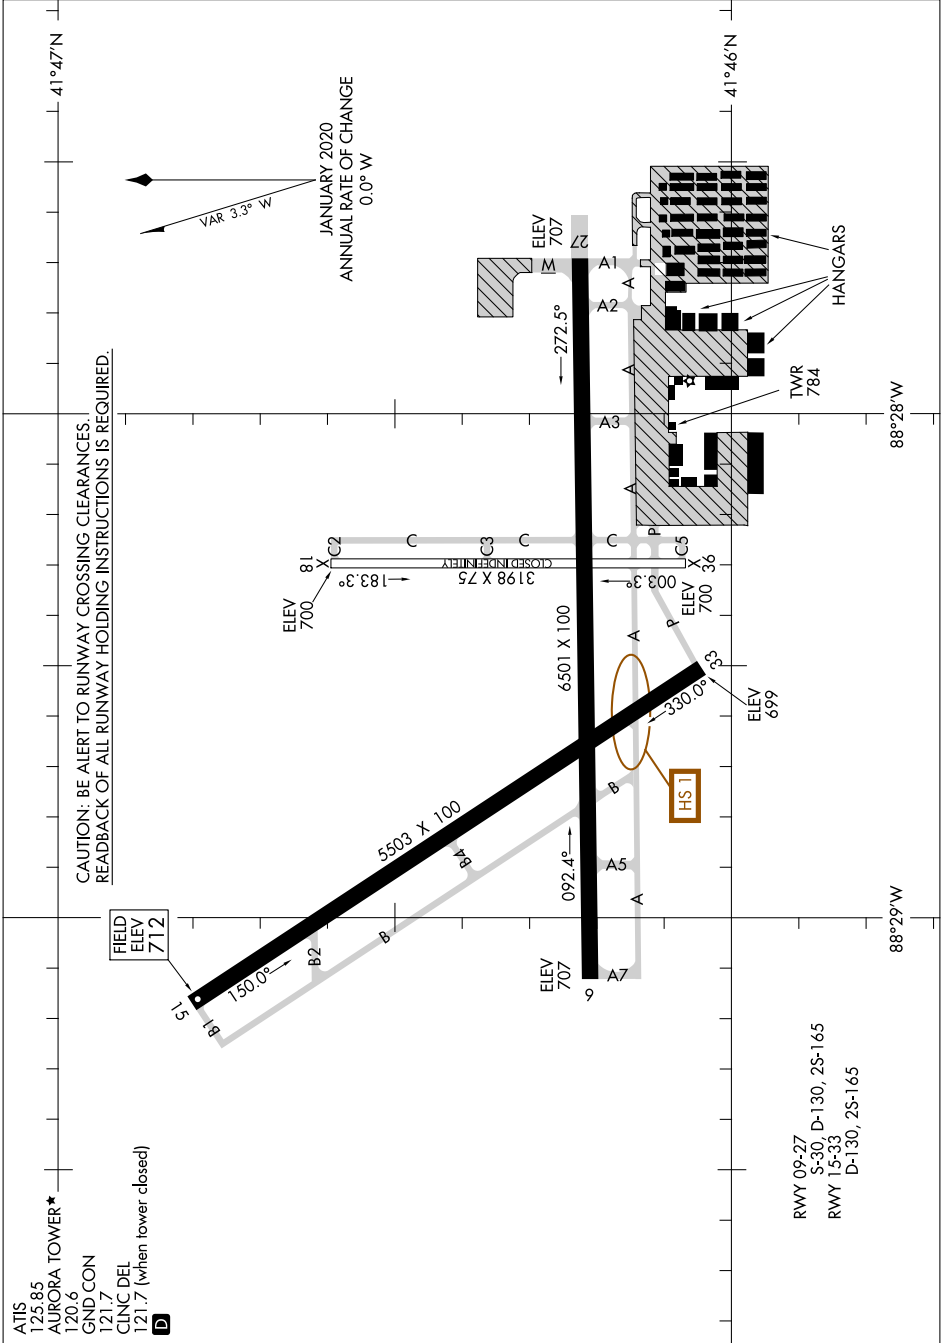 ATIS
125.85
AURORA TOWER★
120.6
GND CON
121.7
CLNC DEL
121.7 (when tower closed)
D
CAUTION: BE ALERT TO RUNWAY CROSSING CLEARANCES.
READBACK OF ALL RUNWAY HOLDING INSTRUCTIONS IS REQUIRED.
41°47'N
41°46'N
VAR 3.3° W
JANUARY 2020
ANNUAL RATE OF CHANGE
0.0° W
FIELD
ELEV
712
15
150.0°
B1
B2
B
B4
5503 X 100
ELEV
700
18
X
183.3°
C2
C
C3
C
CLOSED INDEFINITELY
3198 X 75
C
C5
003.3°
X
36
ELEV
700
ELEV
707
9
092.4°
6501 X 100
272.5°
27
ELEV
707
W
A7
A5
A
B
A
A
A3
A
A2
A
A1
P
P
HS 1
330.0°
33
ELEV
699
TWR
784
HANGARS
88°29'W
88°28'W
RWY 09-27
S-30, D-130, 2S-165
RWY 15-33
D-130, 2S-165